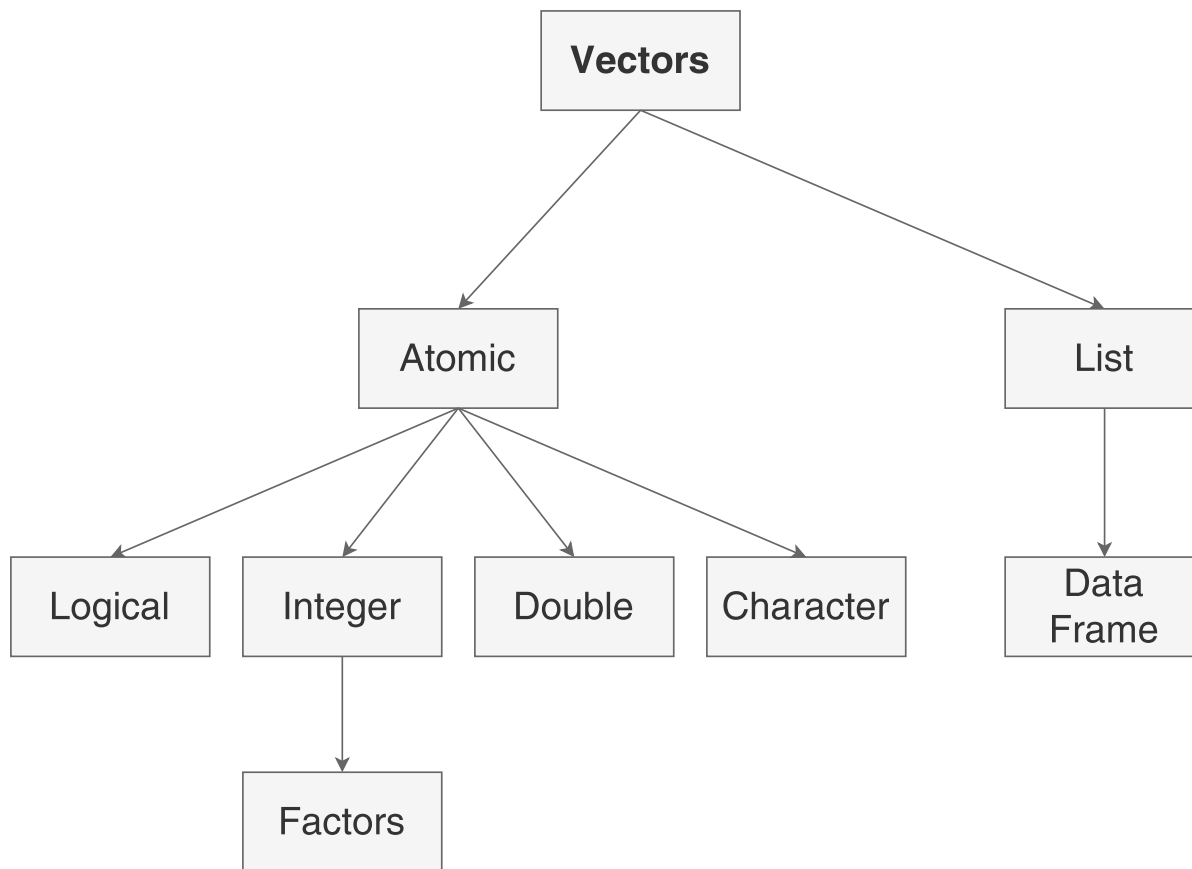 Vectors
Atomic
List
Logical
Integer
Double
Character
Data
Frame
Factors